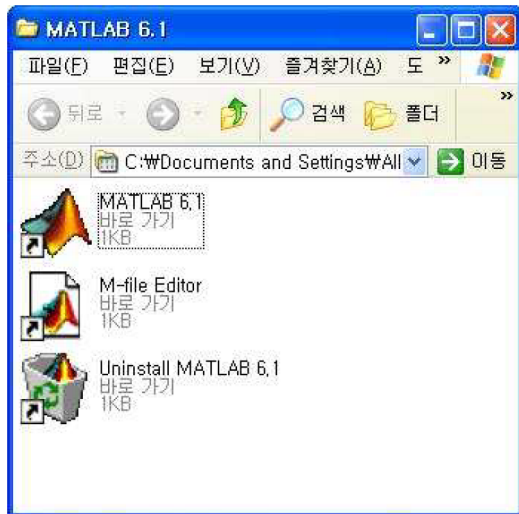 MATLAB 6.1
파일(F) 편집(E) 보기(V) 즐겨찾기(A) 도 »
뒤로 검색 폴더 »
주소(D) C:₩Documents and Settings₩All 이동
MATLAB 6.1
바로 가기
1KB
M-file Editor
바로 가기
1KB
Uninstall MATLAB 6.1
바로 가기
1KB